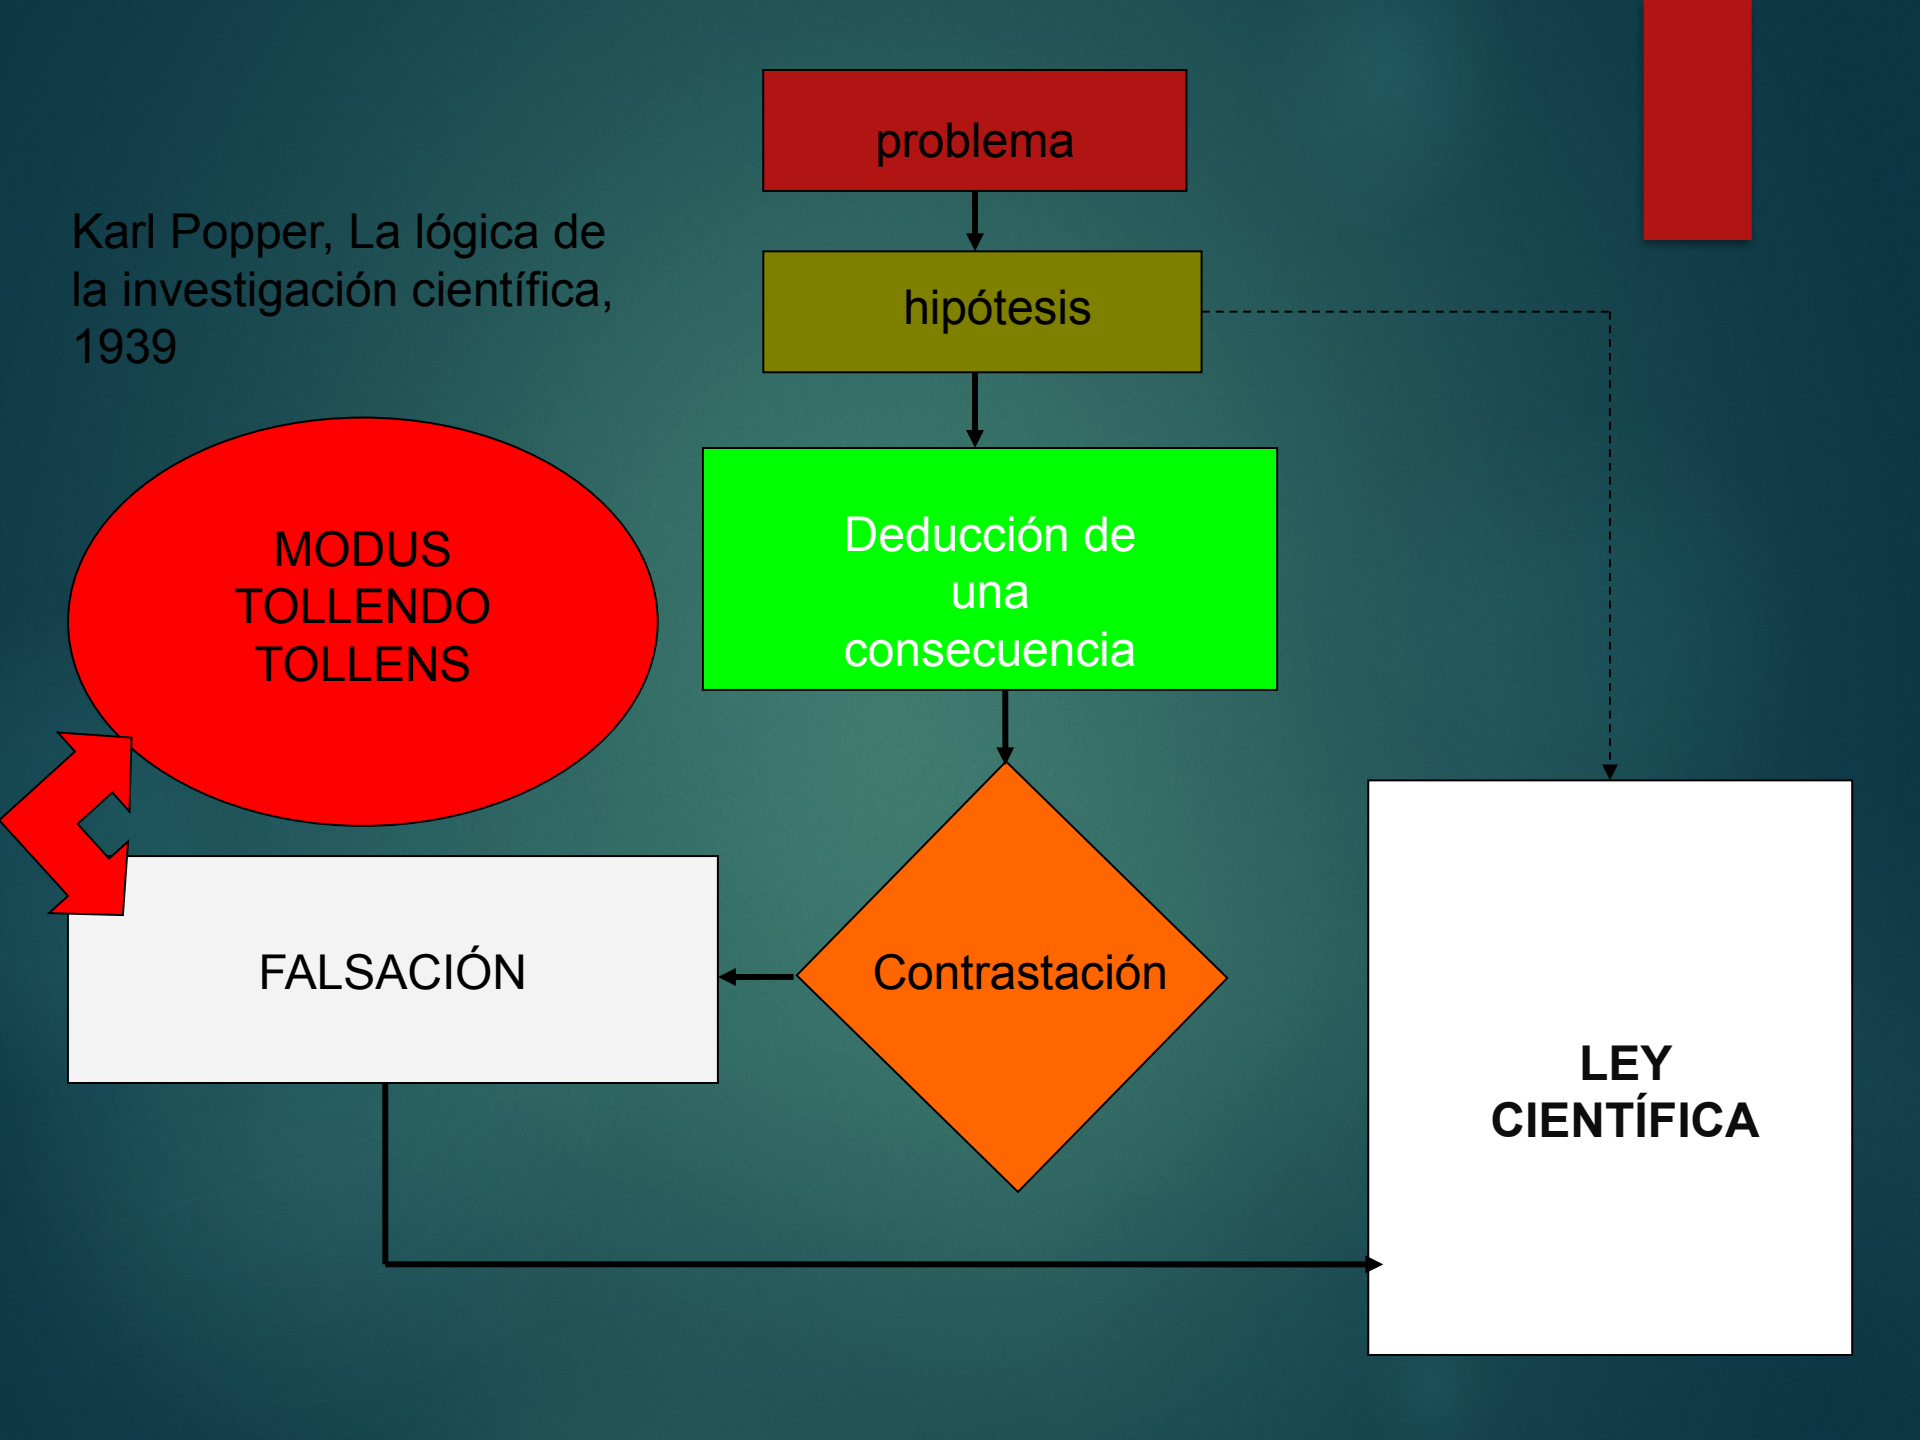 problema
Karl Popper, La lógica de
la investigación científica,
1939
hipótesis
MODUS
TOLLENDO
TOLLENS
Deducción de
una
consecuencia
FALSACIÓN
Contrastación
LEY
CIENTÍFICA